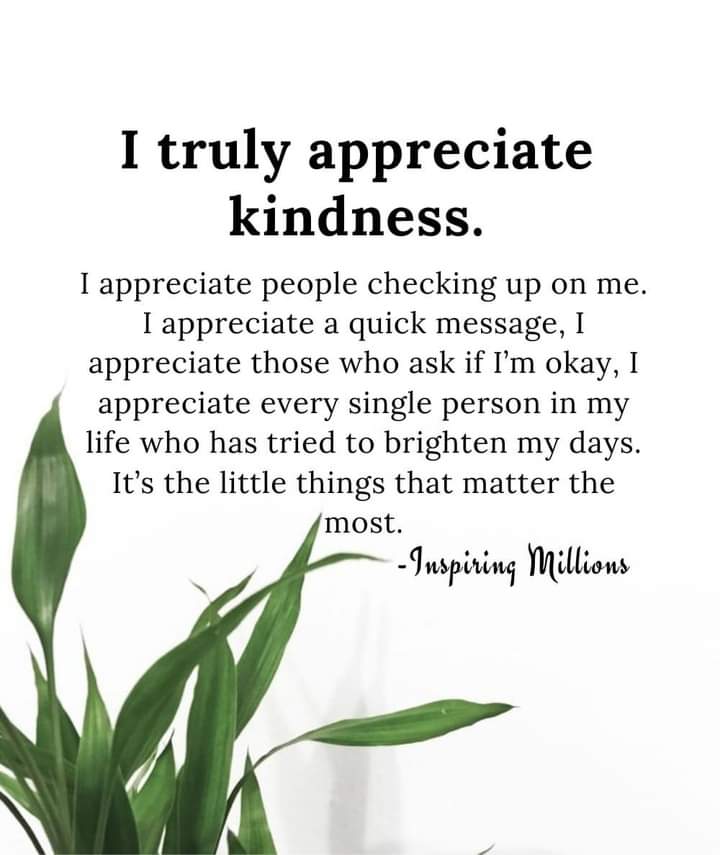 I truly appreciate
kindness.
I appreciate people checking up on me.
I appreciate a quick message, I
appreciate those who ask if I’m okay, I
appreciate every single person in my
life who has tried to brighten my days.
It’s the little things that matter the
most.
-Inspiring Millions